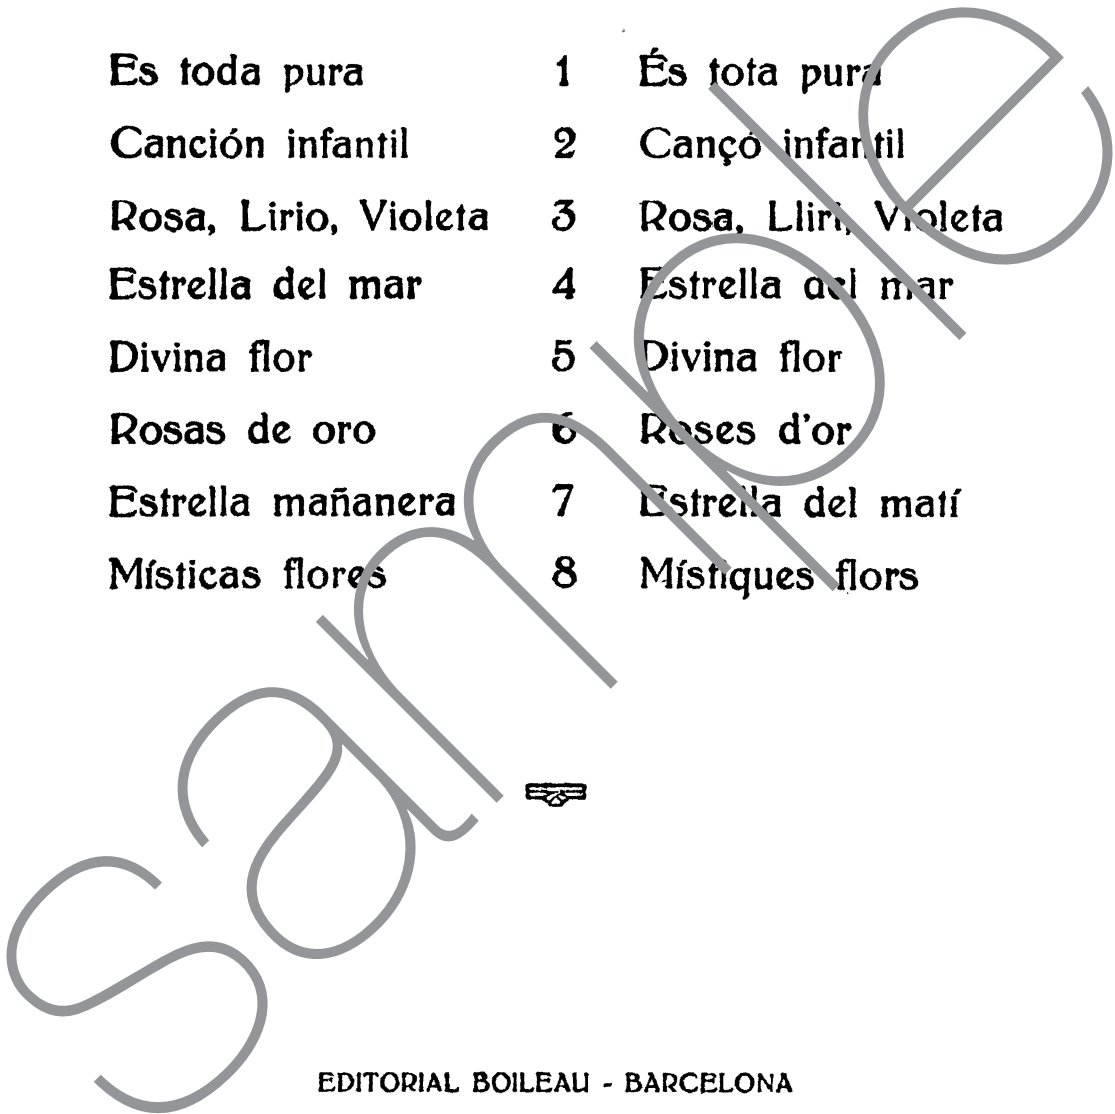 Es toda pura 1 És tota pura
Canción infantil 2 Cançó infantil
Rosa, Lirio, Violeta 3 Rosa, Lliri, Violeta
Estrella del mar 4 Estrella del mar
Divina flor 5 Divina flor
Rosas de oro 6 Roses d'or
Estrella mañanera 7 Estrella del matí
Místicas flores 8 Místiques flors
sample
EDITORIAL BOILEAU - BARCELONA